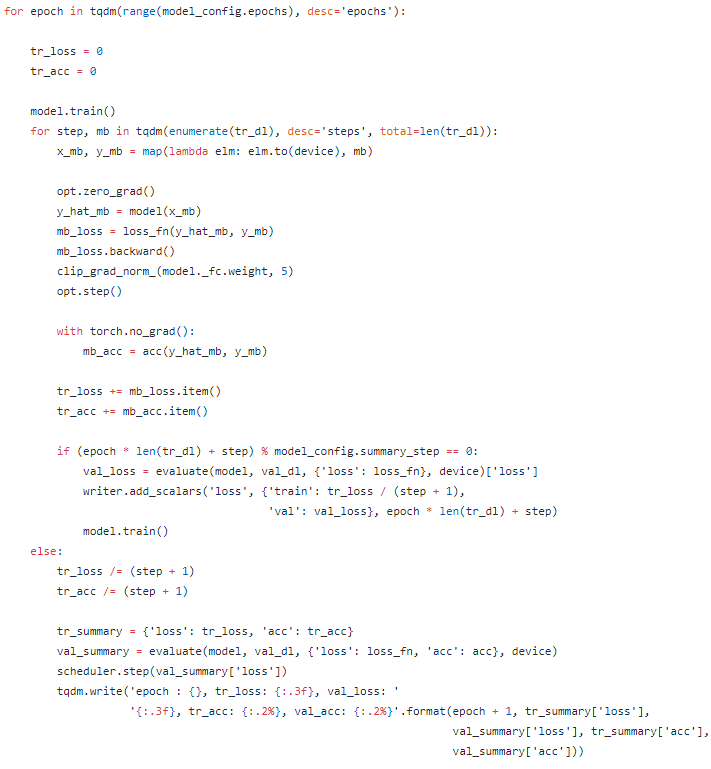 for epoch in tqdm(range(model_config.epochs), desc='epochs'):
    tr_loss = 0
    tr_acc = 0
    model.train()
    for step, mb in tqdm(enumerate(tr_dl), desc='steps', total=len(tr_dl)):
        x_mb, y_mb = map(lambda elm: elm.to(device), mb)
        opt.zero_grad()
        y_hat_mb = model(x_mb)
        mb_loss = loss_fn(y_hat_mb, y_mb)
        mb_loss.backward()
        clip_grad_norm_(model._fc.weight, 5)
        opt.step()
        with torch.no_grad():
            mb_acc = acc(y_hat_mb, y_mb)
        tr_loss += mb_loss.item()
        tr_acc += mb_acc.item()
        if (epoch * len(tr_dl) + step) % model_config.summary_step == 0:
            val_loss = evaluate(model, val_dl, {'loss': loss_fn}, device)['loss']
            writer.add_scalars('loss', {'train': tr_loss / (step + 1),
                                        'val': val_loss}, epoch * len(tr_dl) + step)
            model.train()
    else:
        tr_loss /= (step + 1)
        tr_acc /= (step + 1)
        tr_summary = {'loss': tr_loss, 'acc': tr_acc}
        val_summary = evaluate(model, val_dl, {'loss': loss_fn, 'acc': acc}, device)
        scheduler.step(val_summary['loss'])
        tqdm.write('epoch : {}, tr_loss: {:.3f}, val_loss: '
                   '{:.3f}, tr_acc: {:.2%}, val_acc: {:.2%}'.format(epoch + 1, tr_summary['loss'],
                                                                    val_summary['loss'], tr_summary['acc'],
                                                                    val_summary['acc']))